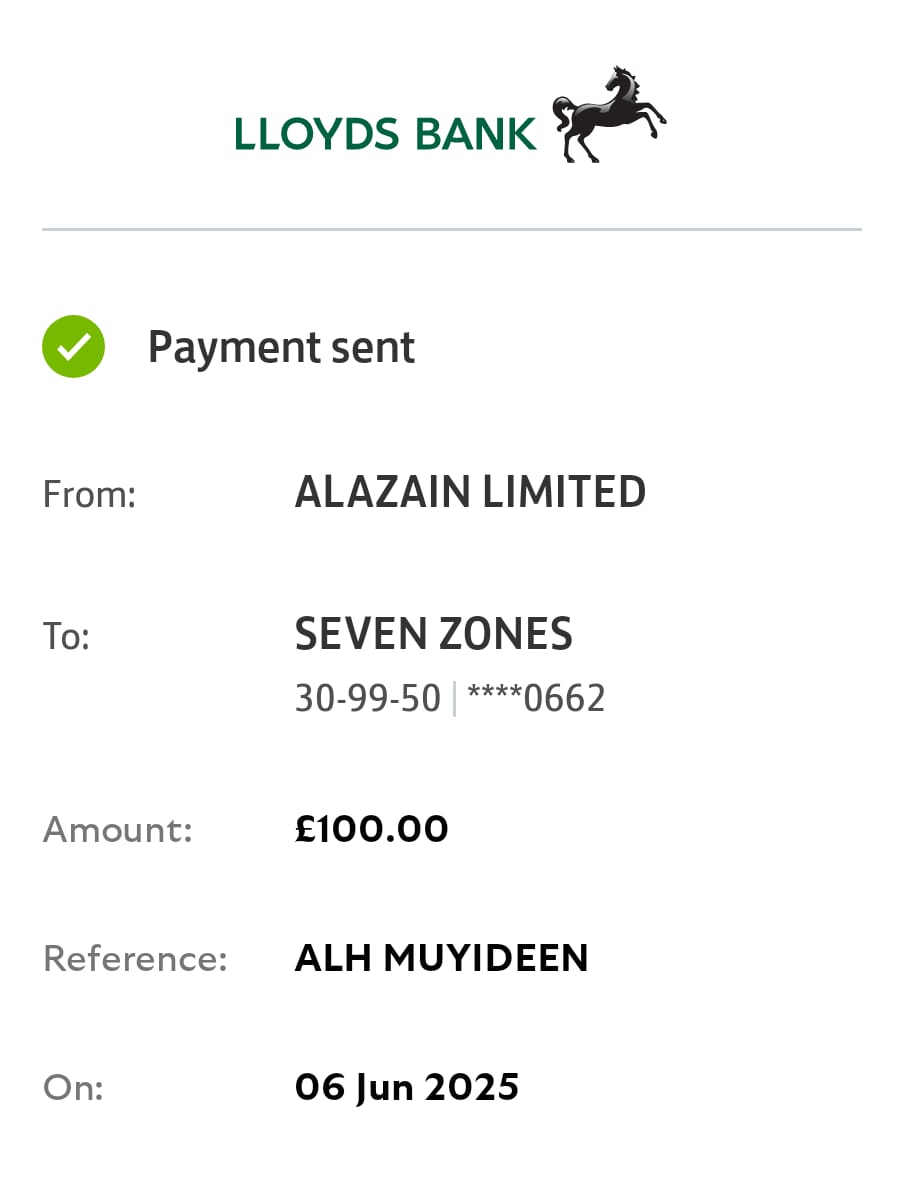 LLOYDS BANK
Payment sent
From: ALAZAIN LIMITED
To: SEVEN ZONES
30-99-50 | ****0662
Amount: £100.00
Reference: ALH MUYIDEEN
On: 06 Jun 2025